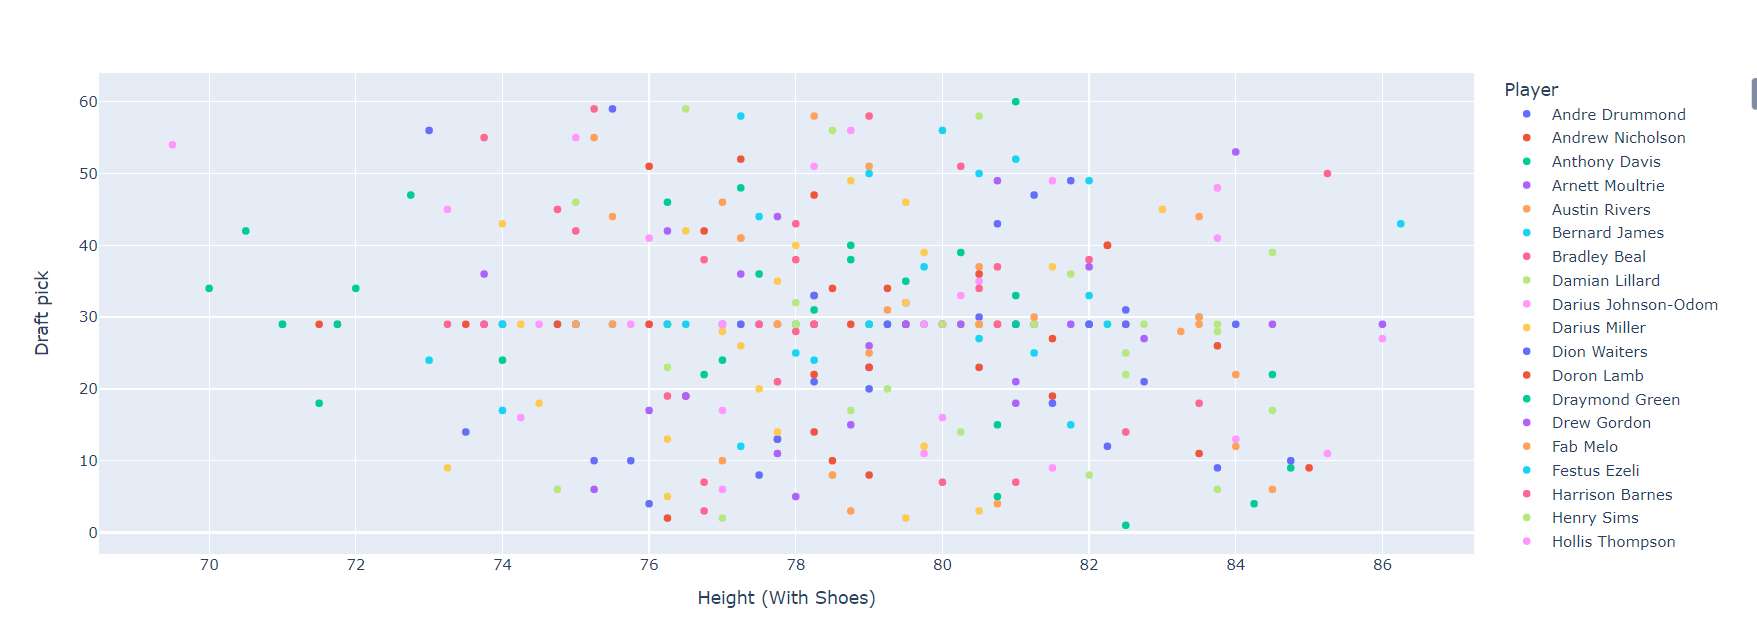 Player
Andre Drummond
Andrew Nicholson
Anthony Davis
Arnett Moultrie
Austin Rivers
Bernard James
Bradley Beal
Damian Lillard
Darius Johnson-Odom
Darius Miller
Dion Waiters
Doron Lamb
Draymond Green
Drew Gordon
Fab Melo
Festus Ezeli
Harrison Barnes
Henry Sims
Hollis Thompson
Draft pick
60
50
40
30
20
10
0
70 72 74 76 78 80 82 84 86
Height (With Shoes)